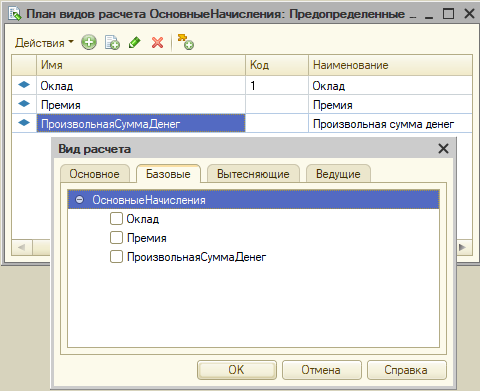 План видов расчета ОсновныеНачисления: Предопределенные ...
Действия
Имя Код Наименование
Оклад 1 Оклад
Премия Премия
ПроизвольнаяСуммаДенег Произвольная сумма денег
Вид расчета
Основное Базовые Вытесняющие Ведущие
ОсновныеНачисления
Оклад
Премия
ПроизвольнаяСуммаДенег
OK Отмена Справка